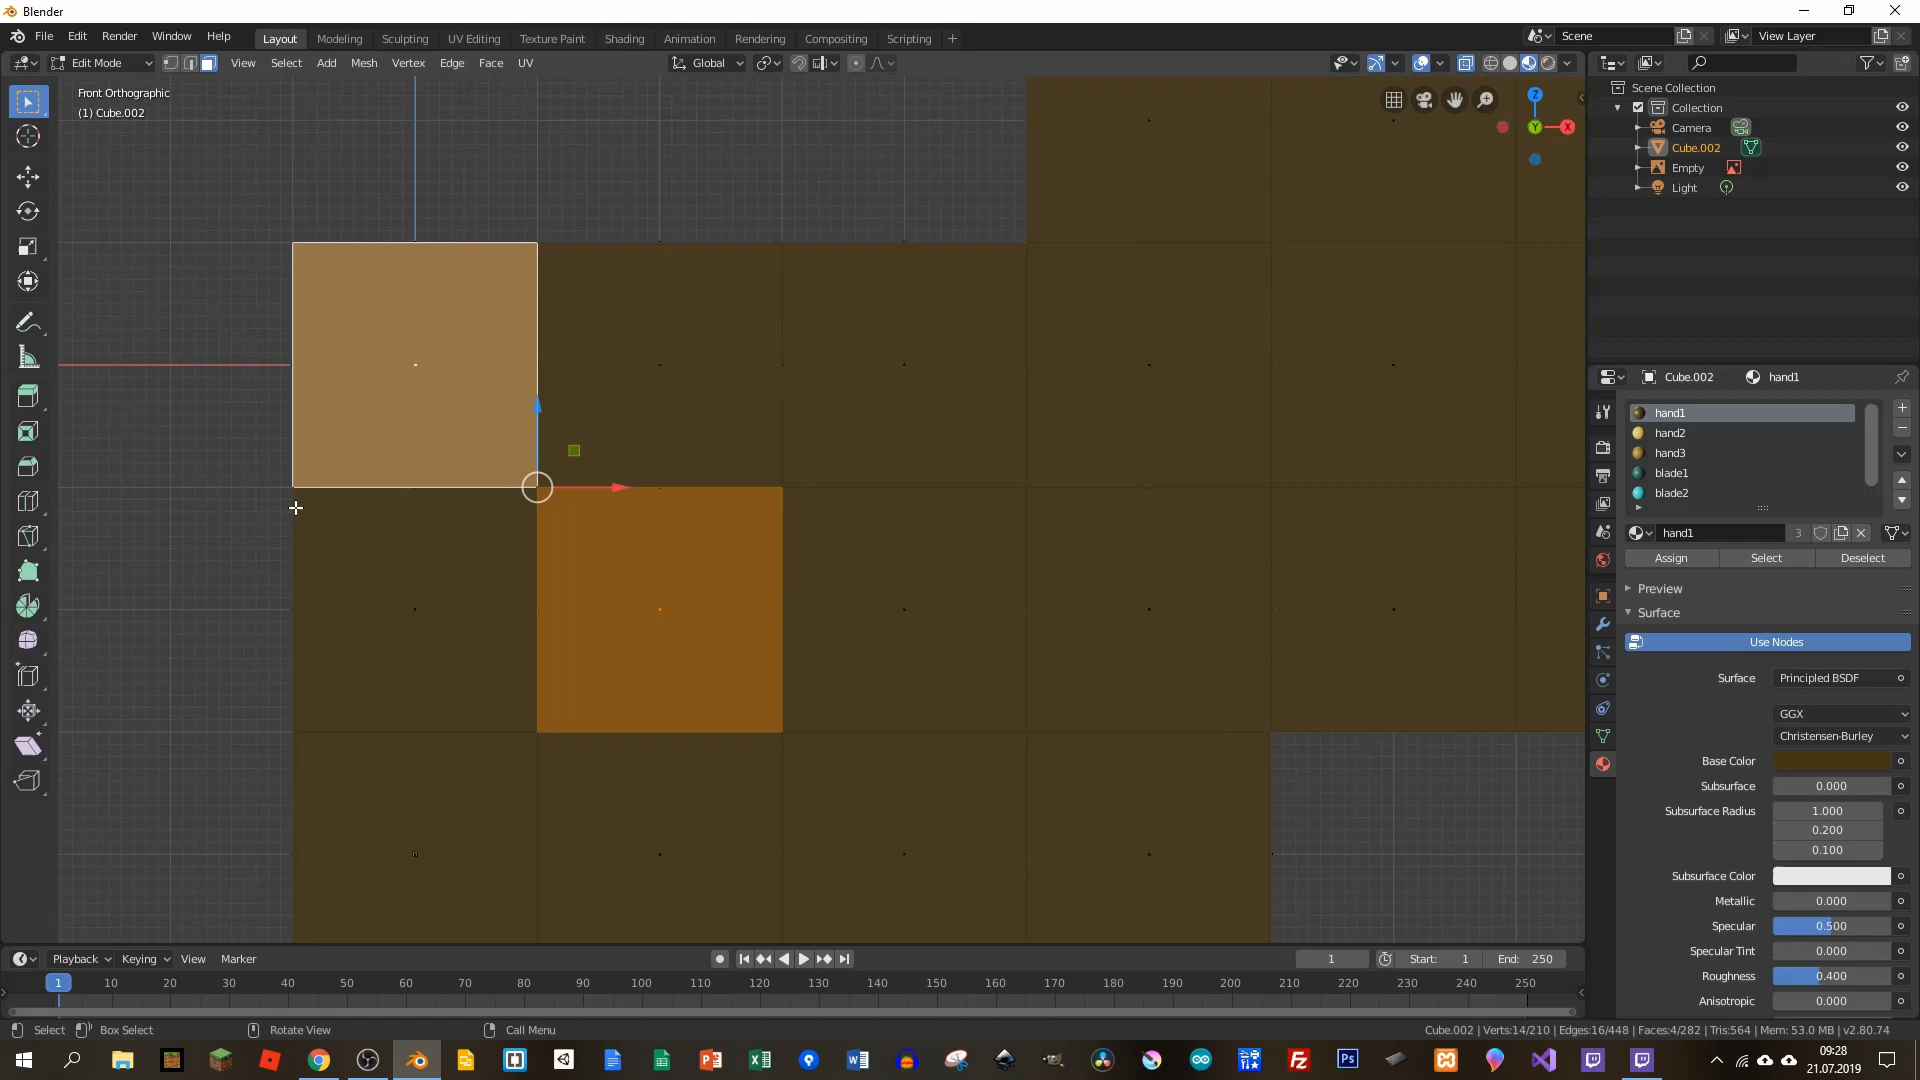 Blender
File Edit Render Window Help
Layout Modeling Sculpting UV Editing Texture Paint Shading Animation Rendering Compositing Scripting +
Scene
View Layer
Edit Mode View Select Add Mesh Vertex Edge Face UV
Global
Front Orthographic
(1) Cube.002
Z
Y
X
Scene Collection
Collection
Camera
Cube.002
Empty
Light
Cube.002 hand1
hand1
hand2
hand3
blade1
blade2
hand1 3
Assign Select Deselect
Preview
Surface
Use Nodes
Surface Principled BSDF
GGX
Christensen-Burley
Base Color
Subsurface 0.000
Subsurface Radius 1.000
0.200
0.100
Subsurface Color
Metallic 0.000
Specular 0.500
Specular Tint 0.000
Roughness 0.400
Anisotropic 0.000
Playback Keying View Marker
1 Start: 1 End: 250
1 10 20 30 40 50 60 70 80 90 100 110 120 130 140 150 160 170 180 190 200 210 220 230 240 250
Select Box Select Rotate View Call Menu
Cube.002 | Verts:14/210 | Edges:16/448 | Faces:4/282 | Tris:564 | Mem: 53.0 MB | v2.80.74
09:28
21.07.2019